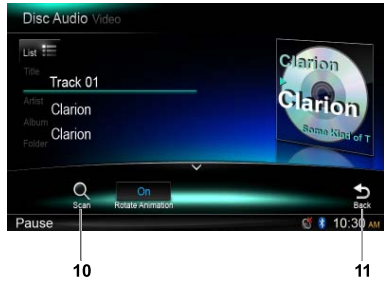 Disc Audio Video
List
Title
Track 01
Artist
Clarion
Album
Clarion
Folder
Clarion
Clarion
Some Kind of T
Scan
On
Rotate Animation
Back
Pause
10:30 AM
10
11